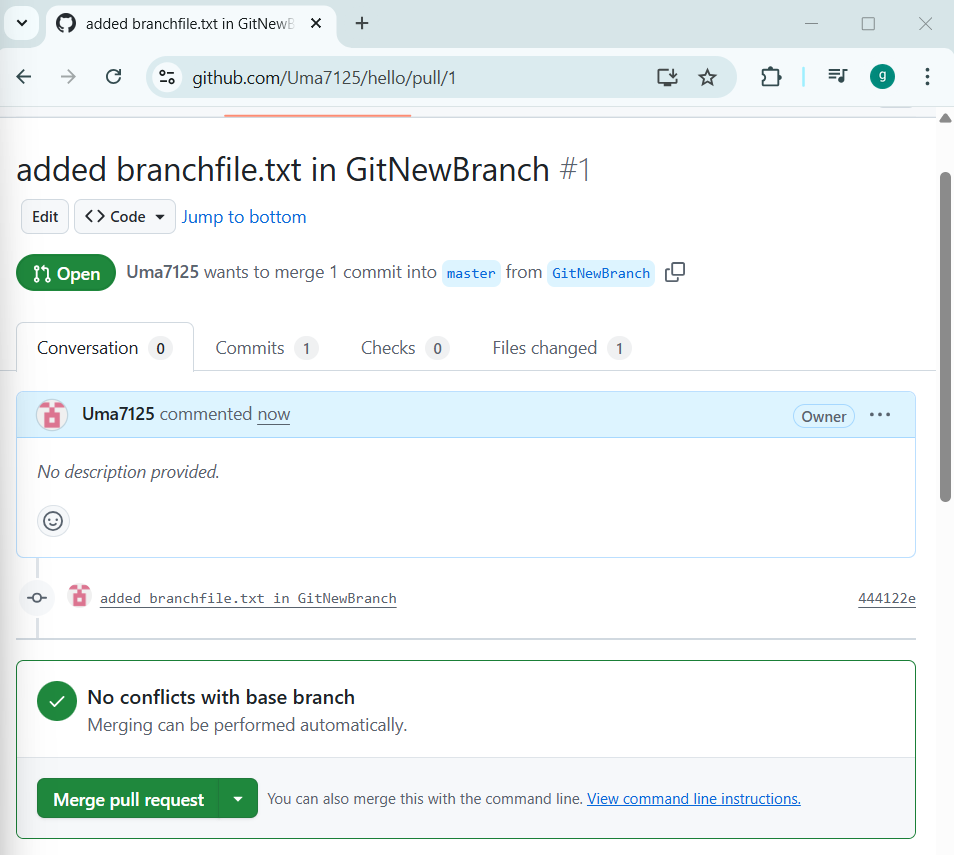 added branchfile.txt in GitNewB
github.com/Uma7125/hello/pull/1
g
added branchfile.txt in GitNewBranch #1
Edit
Code
Jump to bottom
Open
Uma7125 wants to merge 1 commit into master from GitNewBranch
Conversation 0
Commits 1
Checks 0
Files changed 1
Uma7125 commented now
Owner
No description provided.
added branchfile.txt in GitNewBranch
444122e
No conflicts with base branch
Merging can be performed automatically.
Merge pull request
You can also merge this with the command line. View command line instructions.